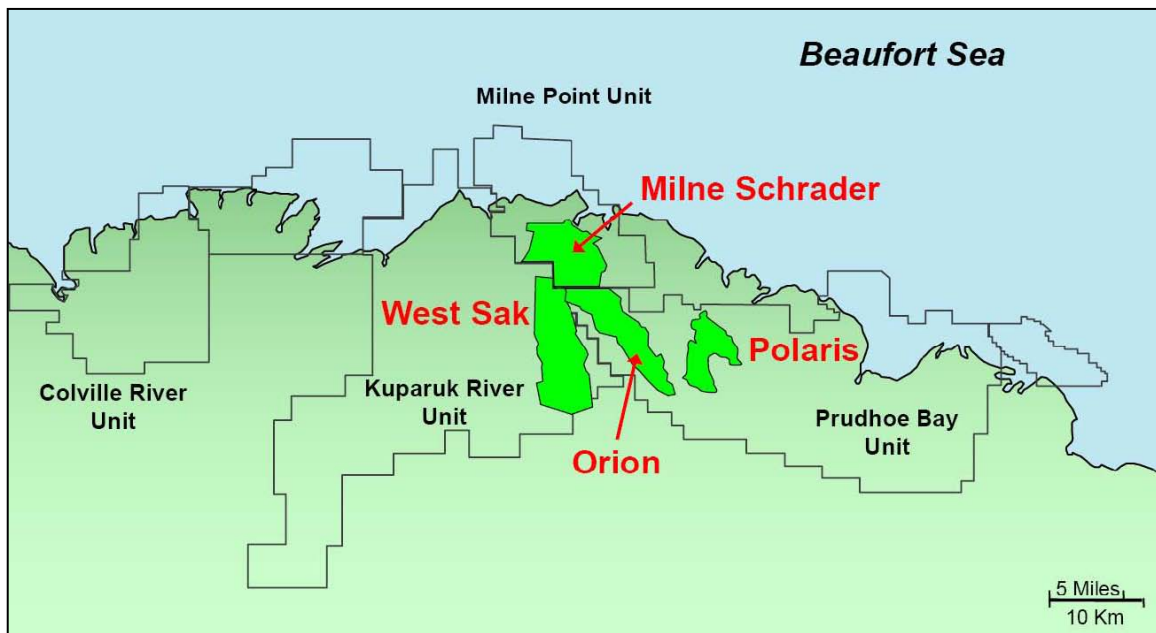 Beaufort Sea
Milne Point Unit
Milne Schrader
West Sak
Polaris
Colville River
Unit
Kuparuk River
Unit
Prudhoe Bay
Unit
Orion
5 Miles
10 Km